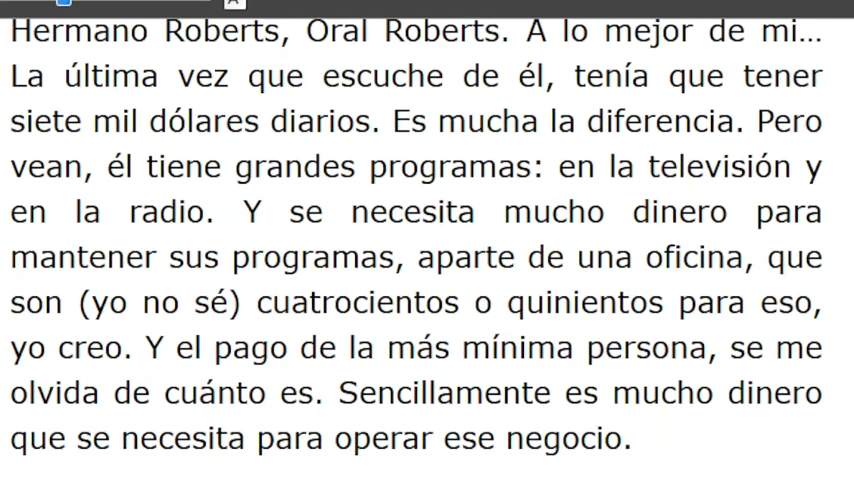 Hermano Roberts, Oral Roberts. A lo mejor de mi...
La última vez que escuche de él, tenía que tener
siete mil dólares diarios. Es mucha la diferencia. Pero
vean, él tiene grandes programas: en la televisión y
en la radio. Y se necesita mucho dinero para
mantener sus programas, aparte de una oficina, que
son (yo no sé) cuatrocientos o quinientos para eso,
yo creo. Y el pago de la más mínima persona, se me
olvida de cuánto es. Sencillamente es mucho dinero
que se necesita para operar ese negocio.